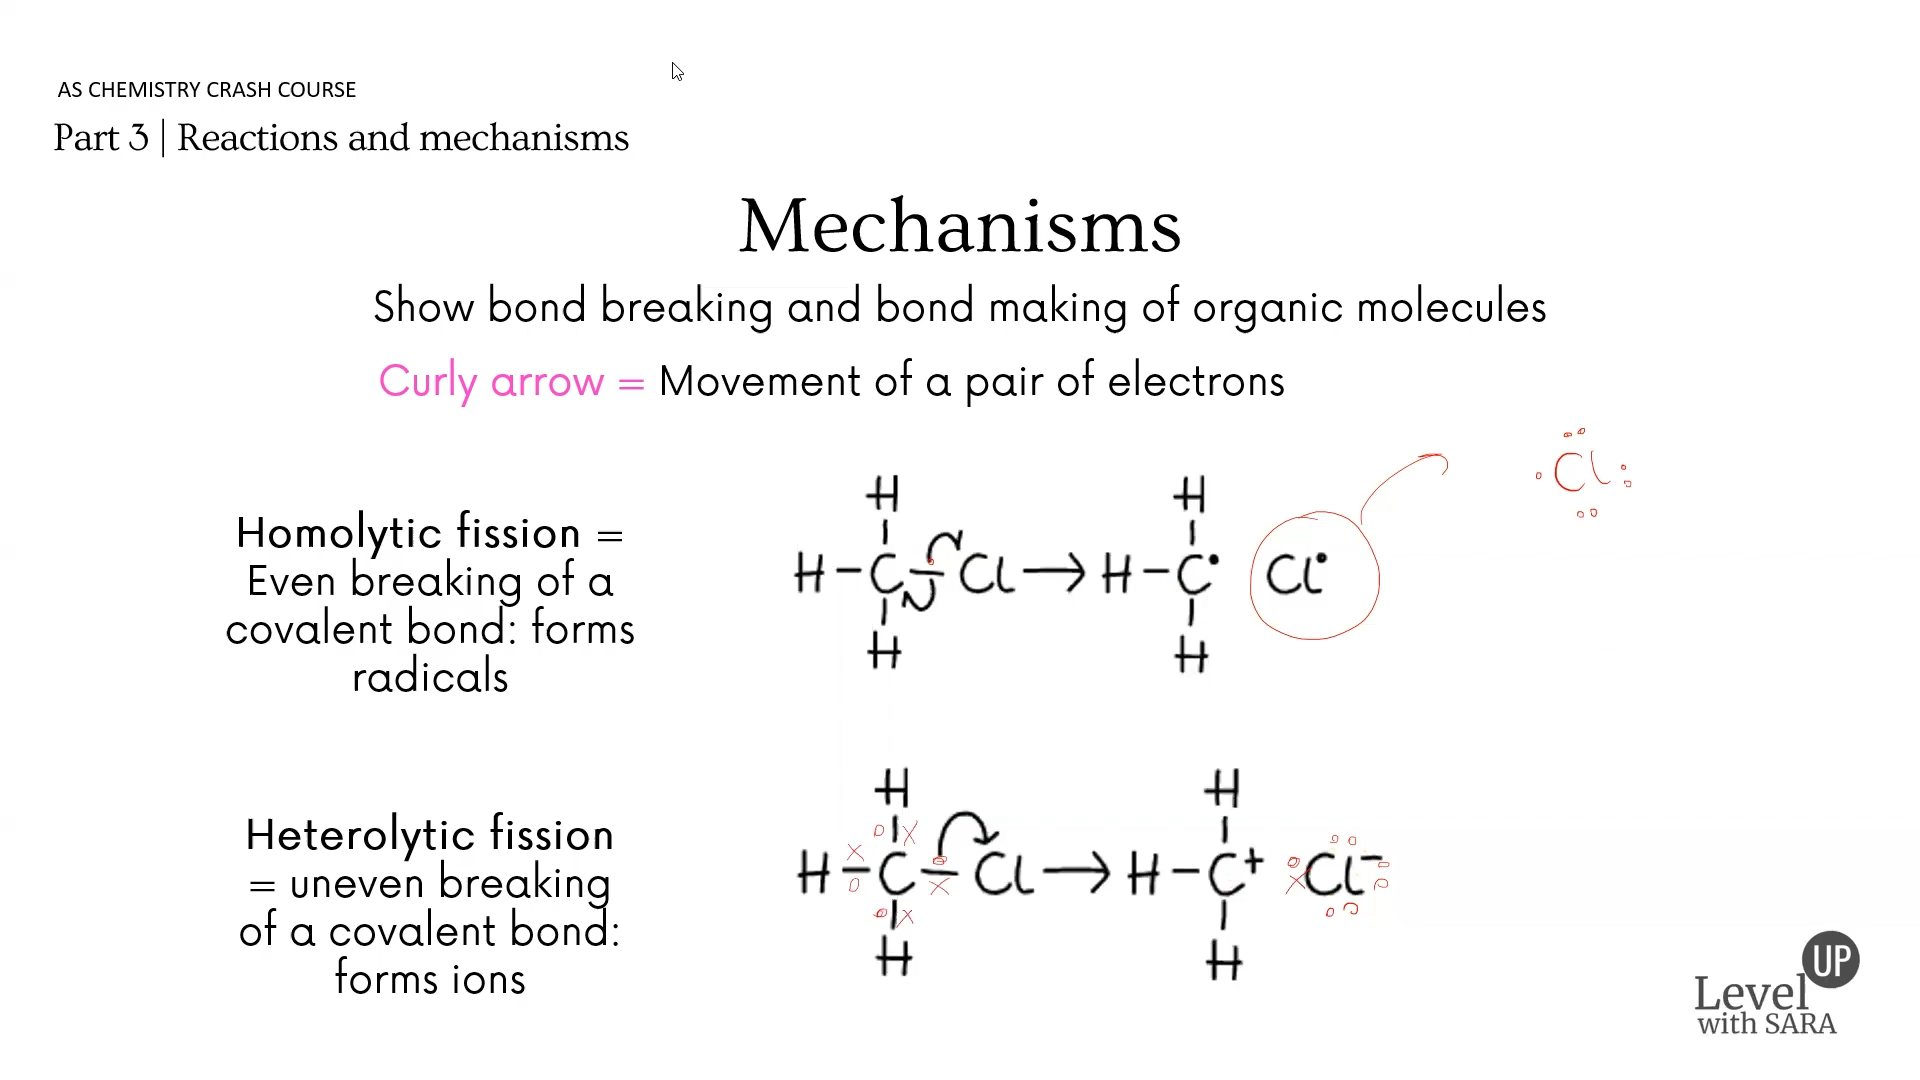 AS CHEMISTRY CRASH COURSE
Part 3 | Reactions and mechanisms
Mechanisms
Show bond breaking and bond making of organic molecules
Curly arrow = Movement of a pair of electrons
Homolytic fission =
Even breaking of a
covalent bond: forms
radicals
H
H–C–Cl → H–C• Cl•
H
H
H
Cl
Heterolytic fission
= uneven breaking
of a covalent bond:
forms ions
H
H–C–Cl → H–C+ Cl–
H
H
H
Level UP
with SARA